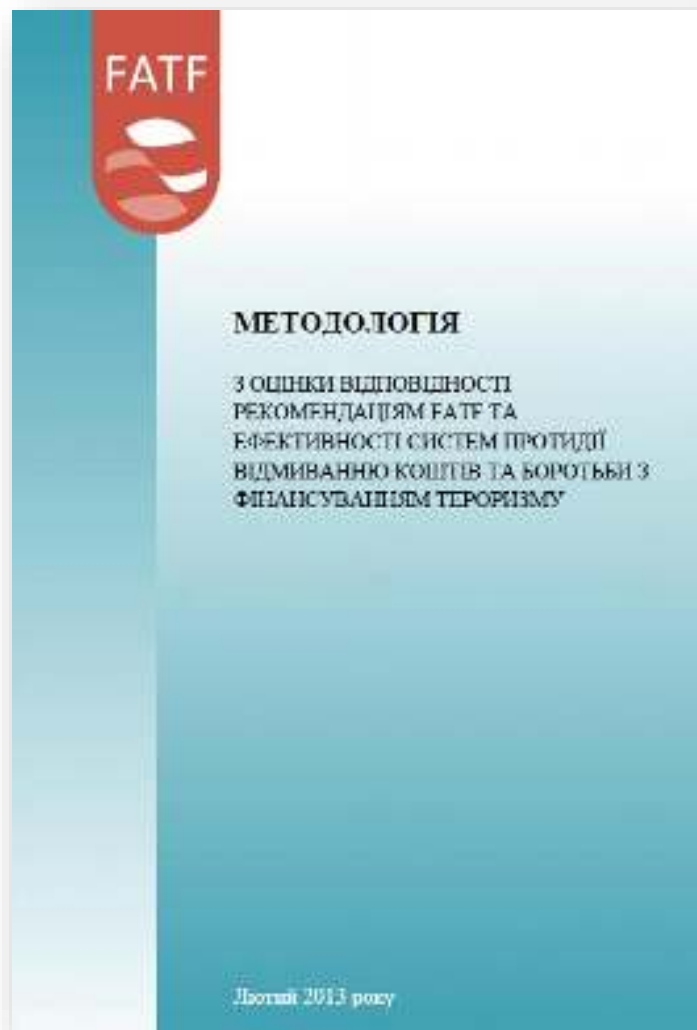 FATF
МЕТОДОЛОГІЯ
З ОЦІНКИ ВІДПОВІДНОСТІ
РЕКОМЕНДАЦІЯМ FATF ТА
ЕФЕКТИВНОСТІ СИСТЕМ ПРОТИДІЇ
ВІДМИВАННЮ КОШТІВ ТА БОРОТЬБИ З
ФІНАНСУВАННЯМ ТЕРОРИЗМУ
Лютий 2013 року